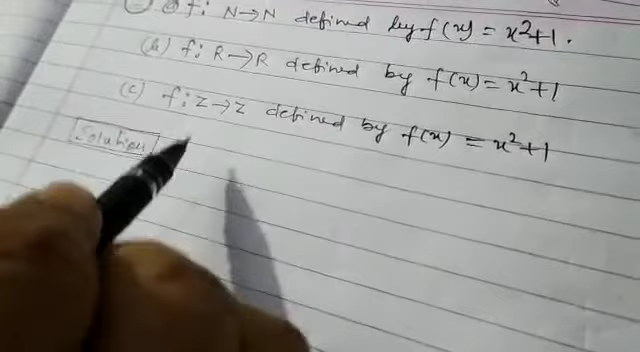 f: N→N defined by f(x) = x²+1.
(b) f: R→R defined by f(x) = x²+1
(c) f: z→z defined by f(x) = x²+1
Solution